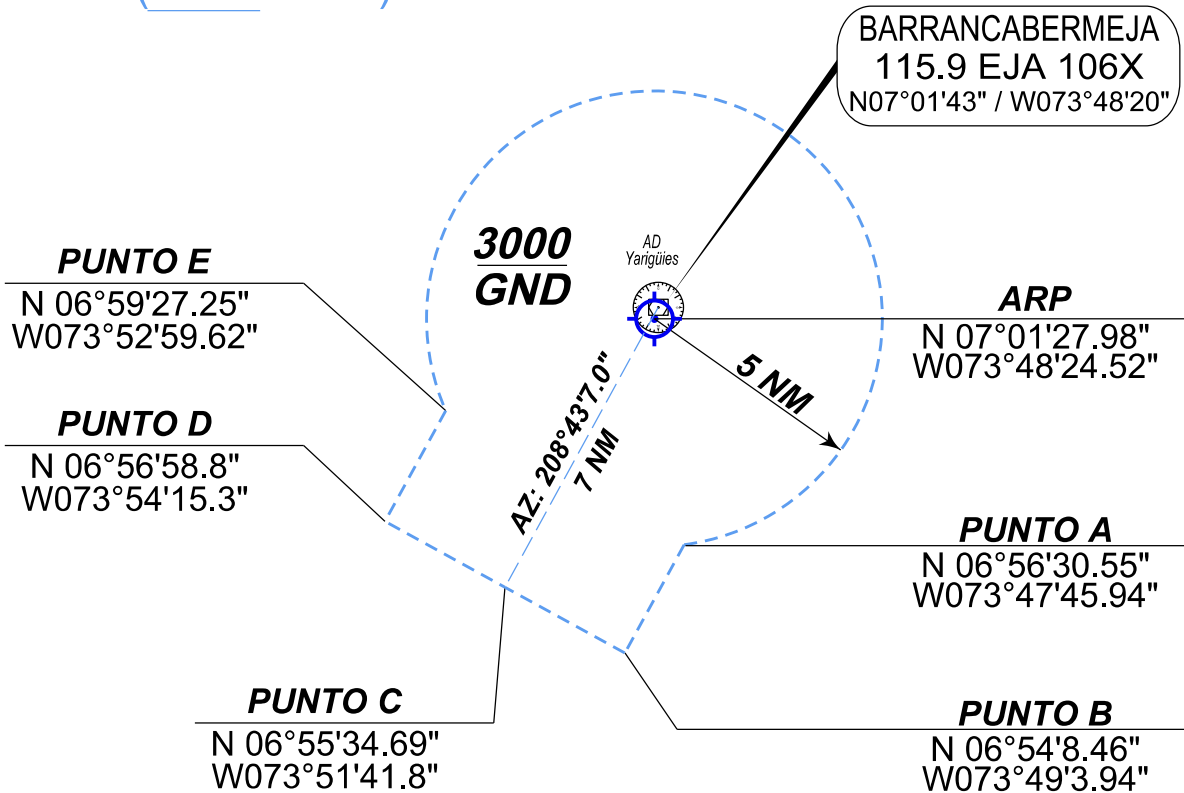 BARRANCABERMEJA
115.9 EJA 106X
N07°01'43" / W073°48'20"
3000
GND
AD
Yarigüies
PUNTO E
N 06°59'27.25"
W073°52'59.62"
ARP
N 07°01'27.98"
W073°48'24.52"
5 NM
AZ: 208°43'7.0"
7 NM
PUNTO D
N 06°56'58.8"
W073°54'15.3"
PUNTO A
N 06°56'30.55"
W073°47'45.94"
PUNTO C
N 06°55'34.69"
W073°51'41.8"
PUNTO B
N 06°54'8.46"
W073°49'3.94"